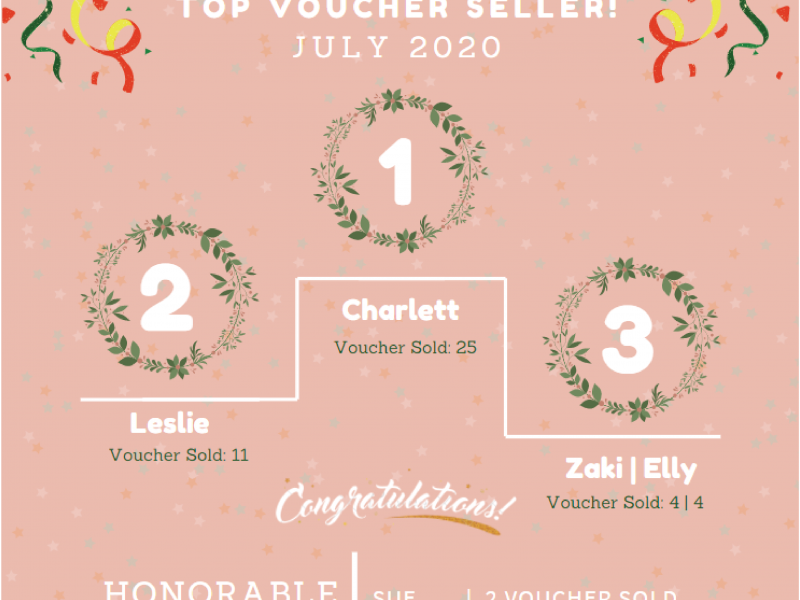 TOP VOUCHER SELLER!
JULY 2020
1
2
3
Charlett
Voucher Sold: 25
Leslie
Voucher Sold: 11
Zaki | Elly
Voucher Sold: 4 | 4
Congratulations!
HONORABLE
SUE | 2 VOUCHER SOLD